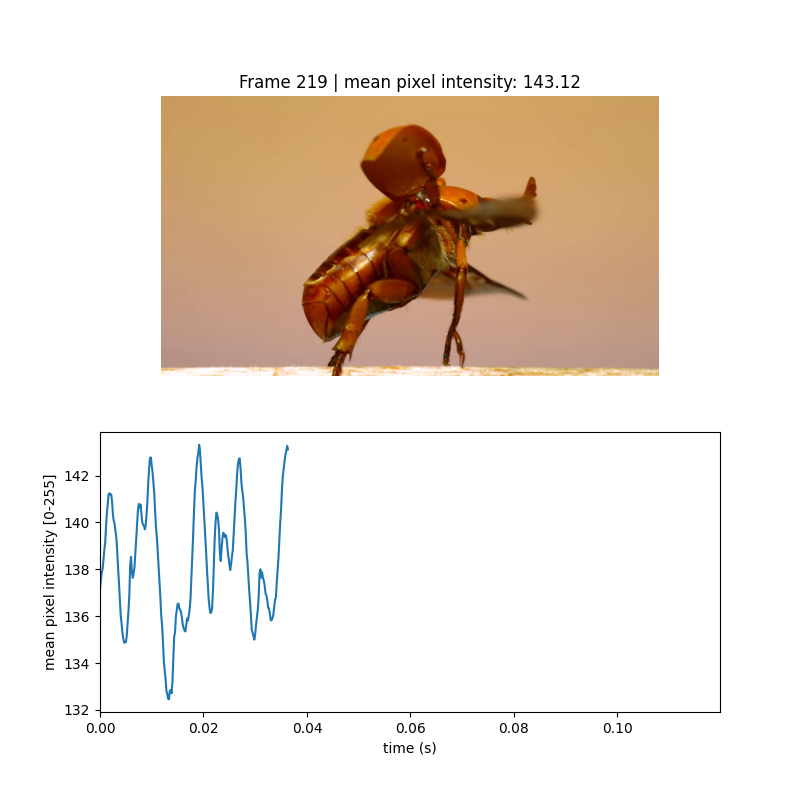 Frame 219 | mean pixel intensity: 143.12
142
140
138
136
134
132
mean pixel intensity [0-255]
0.00 0.02 0.04 0.06 0.08 0.10
time (s)